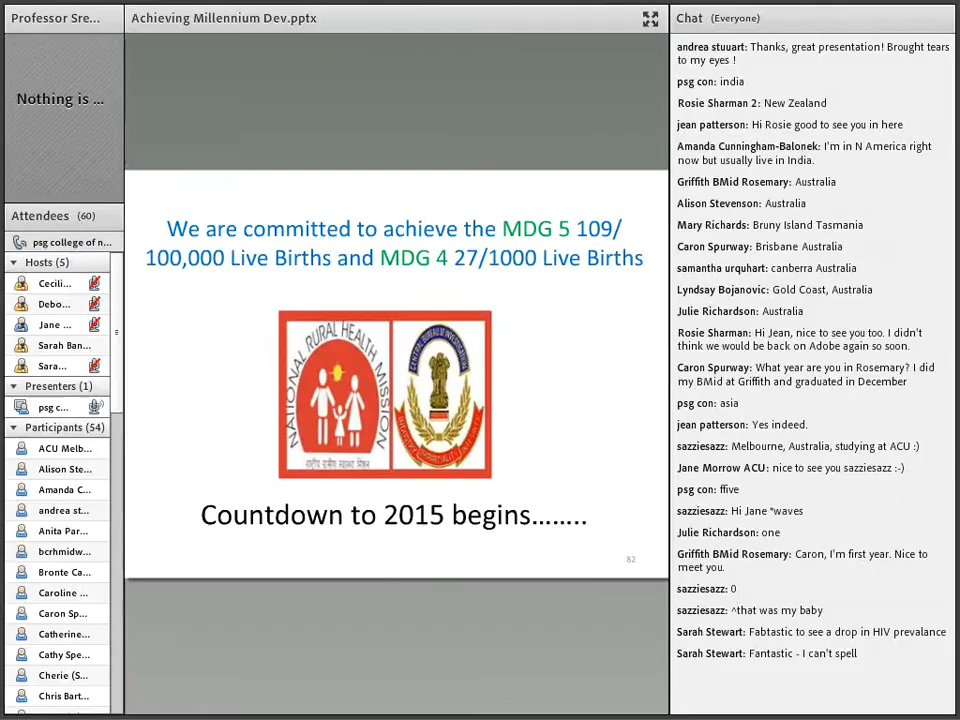 Professor Sre...
Achieving Millennium Dev.pptx
Chat (Everyone)
Nothing is ...
Attendees (60)
psg college of n...
Hosts (5)
Cecili...
Debo...
Jane ...
Sarah Ban...
Sara...
Presenters (1)
psg c...
Participants (54)
ACU Melb...
Alison Ste...
Amanda C...
andrea st...
Anita Par...
bcrhmidw...
Bronte Ca...
Caroline ...
Caron Sp...
Catherine...
Cathy Spe...
Cherie (S...
Chris Bart...
We are committed to achieve the MDG 5 109/
100,000 Live Births and MDG 4 27/1000 Live Births
NATIONAL RURAL HEALTH MISSION
राष्ट्रीय ग्रामीण स्वास्थ्य मिशन
CENTRAL BUREAU OF INVESTIGATION
INDUSTRY IMPARTIALITY INTEGRITY
Countdown to 2015 begins........
82
andrea stuuart: Thanks, great presentation! Brought tears
to my eyes !
psg con: india
Rosie Sharman 2: New Zealand
jean patterson: Hi Rosie good to see you in here
Amanda Cunningham-Balonek: I'm in N America right
now but usually live in India.
Griffith BMid Rosemary: Australia
Alison Stevenson: Australia
Mary Richards: Bruny Island Tasmania
Caron Spurway: Brisbane Australia
samantha urquhart: canberra Australia
Lyndsay Bojanovic: Gold Coast, Australia
Julie Richardson: Australia
Rosie Sharman: Hi Jean, nice to see you too. I didn't
think we would be back on Adobe again so soon.
Caron Spurway: What year are you in Rosemary? I did
my BMid at Griffith and graduated in December
psg con: asia
jean patterson: Yes indeed.
sazziesazz: Melbourne, Australia, studying at ACU :)
Jane Morrow ACU: nice to see you sazziesazz :-)
psg con: ffive
sazziesazz: Hi Jane *waves
Julie Richardson: one
Griffith BMid Rosemary: Caron, I'm first year. Nice to
meet you.
sazziesazz: 0
sazziesazz: ^that was my baby
Sarah Stewart: Fabtastic to see a drop in HIV prevalance
Sarah Stewart: Fantastic - I can't spell